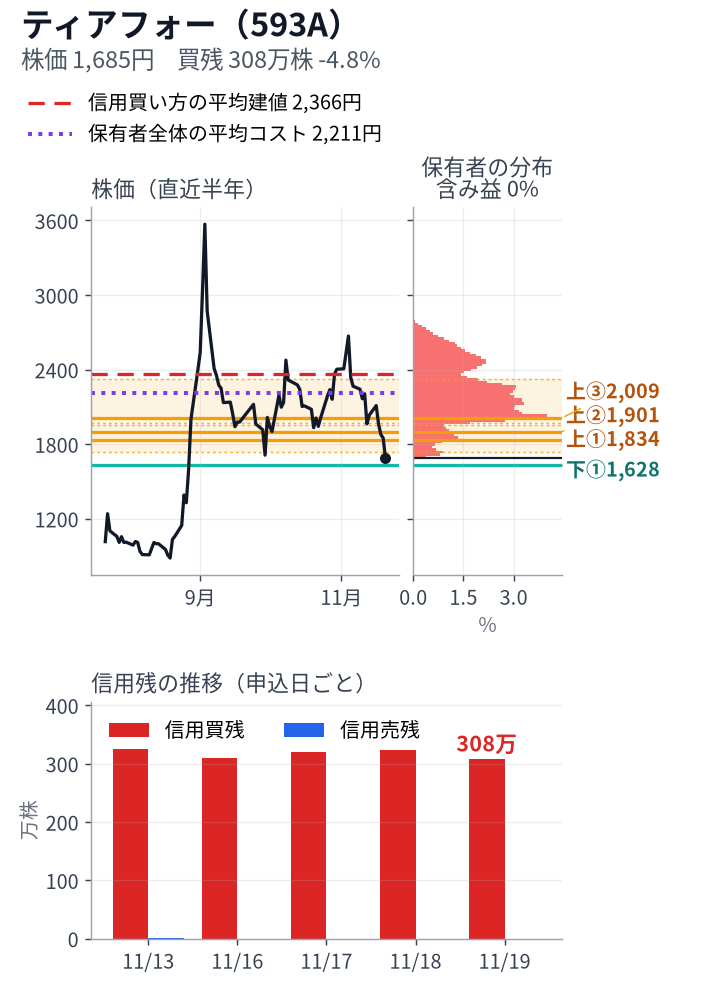 ティアフォー（593A）
株価 1,685円　買残 308万株 -4.8%
信用買い方の平均建値 2,366円
保有者全体の平均コスト 2,211円
株価（直近半年）
保有者の分布
含み益 0%
3600
3000
2400
1800
1200
9月
11月
0.0
1.5
3.0
%
上③2,009
上②1,901
上①1,834
下①1,628
信用残の推移（申込日ごと）
信用買残
信用売残
308万
400
300
200
100
0
万株
11/13
11/16
11/17
11/18
11/19